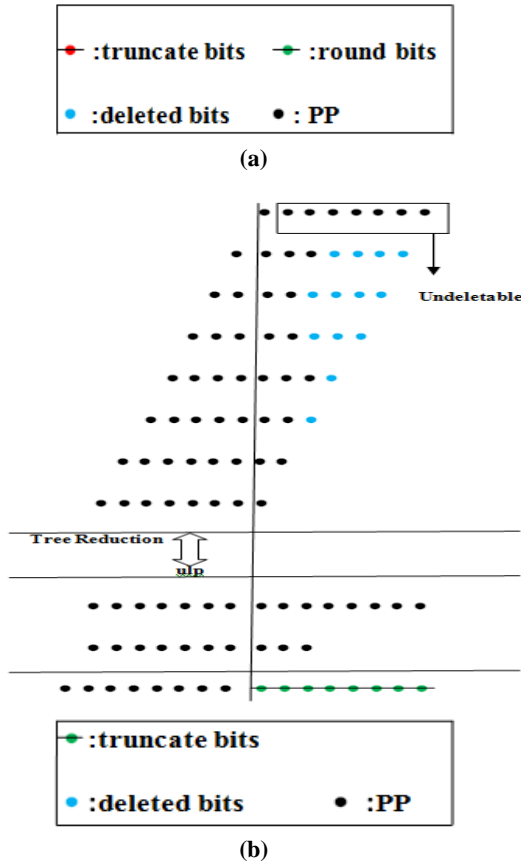 :truncate bits :round bits
:deleted bits : PP
(a)
Undeletable
Tree Reduction
ulp
:truncate bits
:deleted bits :PP
(b)